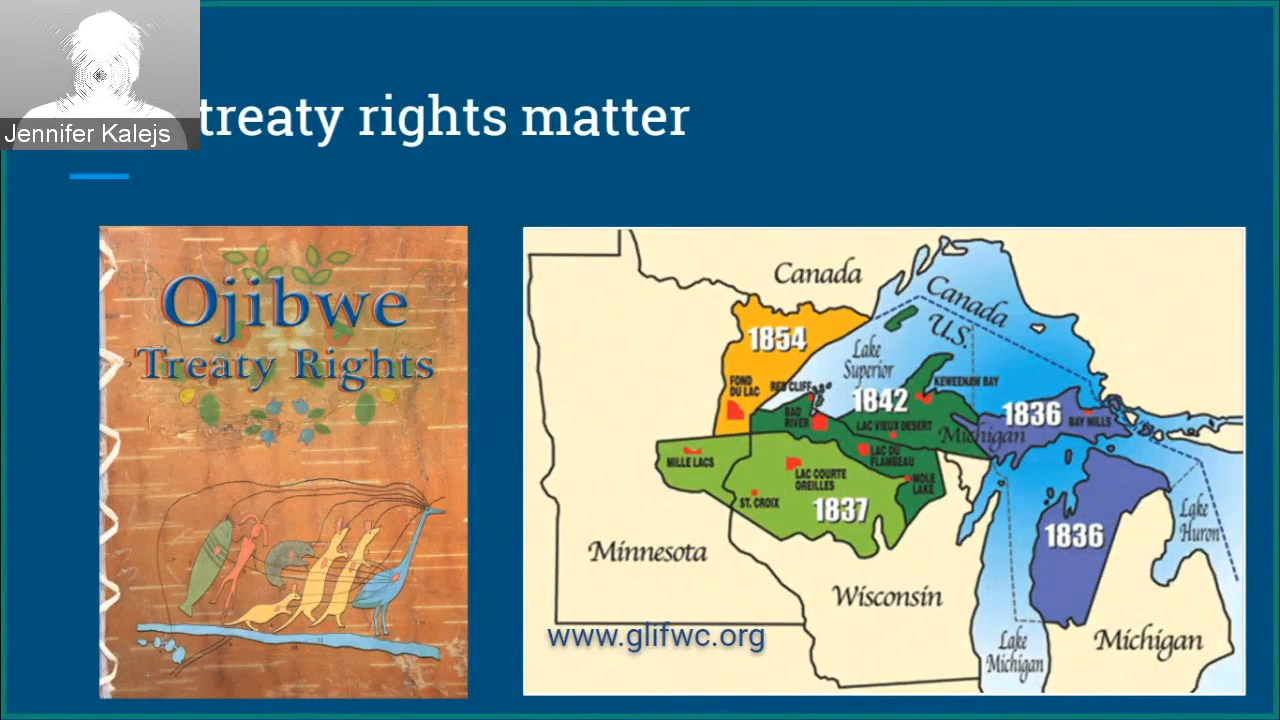 Jennifer Kalejs
treaty rights matter
Ojibwe
Treaty Rights
Canada
Canada
U.S.
1854
Lake
Superior
FOND
DU LAC
RED CLIFF
KEWEENAW BAY
1842
BAD
RIVER
LAC VIEUX DESERT
Michigan
1836
BAY MILLS
MILLE LACS
LAC DU
FLAMBEAU
LAC COURTE
OREILLES
MOLE
LAKE
ST. CROIX
1837
1836
Lake
Huron
Minnesota
Wisconsin
www.glifwc.org
Lake
Michigan
Michigan